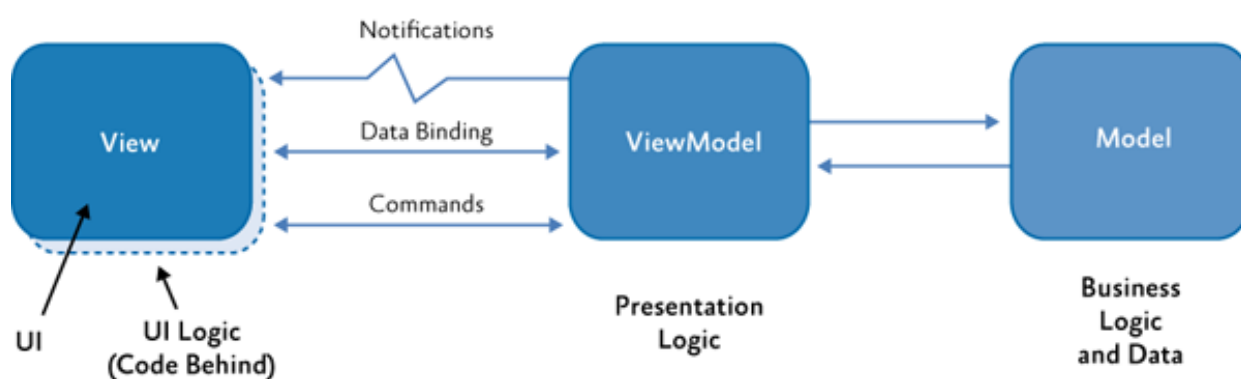 Notifications
View
Data Binding
ViewModel
Model
Commands
UI
UI Logic
(Code Behind)
Presentation
Logic
Business
Logic
and Data